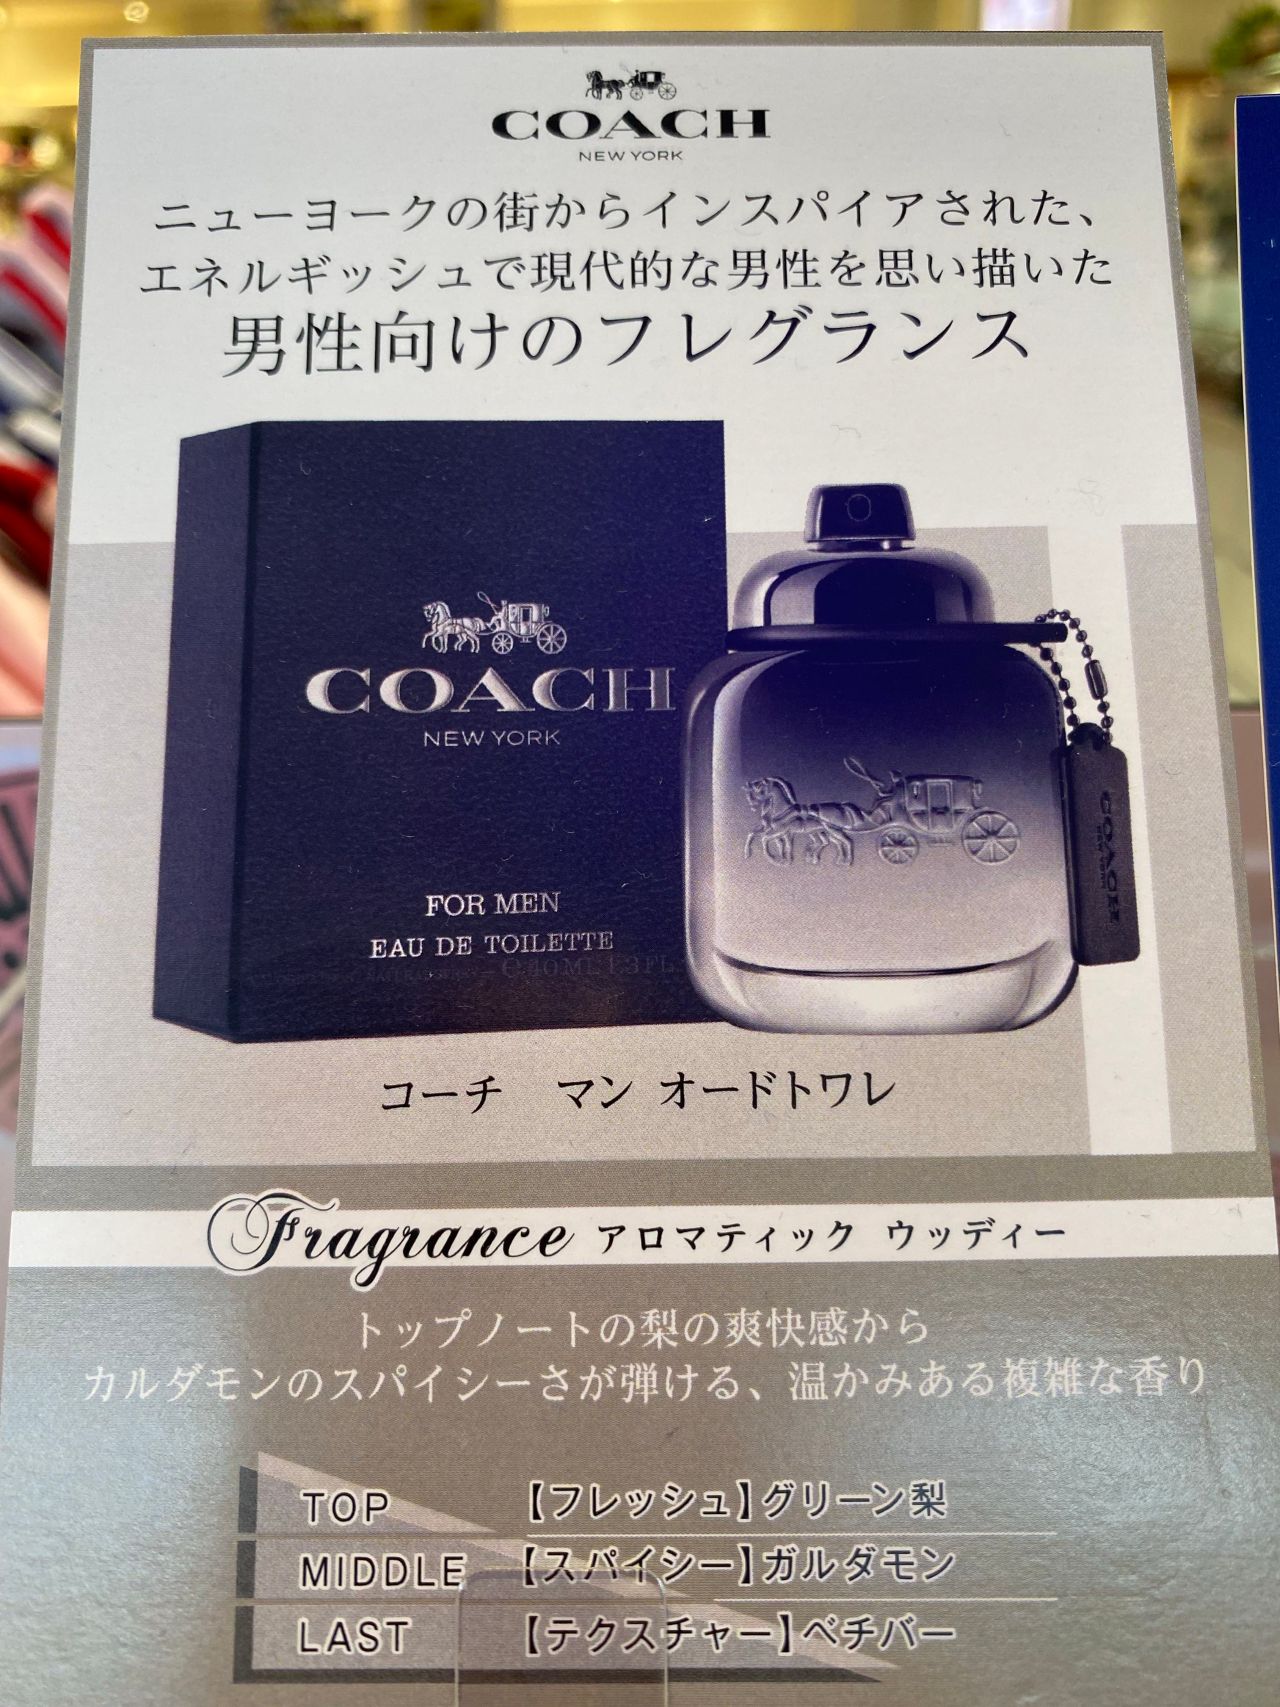 COACH
NEW YORK
ニューヨークの街からインスパイアされた、
エネルギッシュで現代的な男性を思い描いた
男性向けのフレグランス
COACH
NEW YORK
FOR MEN
EAU DE TOILETTE
40ML 1.3FL
COACH
NEW YORK
コーチ マン オードトワレ
Fragrance アロマティック ウッディー
トップノートの梨の爽快感から
カルダモンのスパイシーさが弾ける、温かみある複雑な香り
TOP 【フレッシュ】グリーン梨
MIDDLE 【スパイシー】ガルダモン
LAST 【テクスチャー】ベチバー